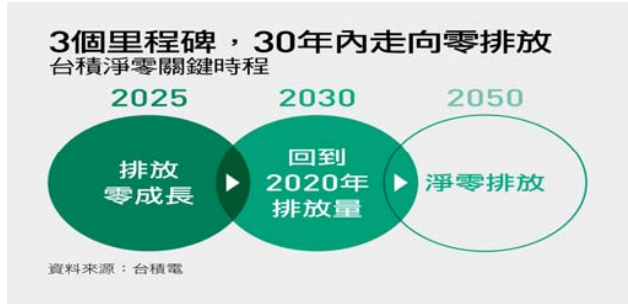 3個里程碑，30年內走向零排放
台積淨零關鍵時程
2025
2030
2050
排放
零成長
回到
2020年
排放量
淨零排放
資料來源：台積電